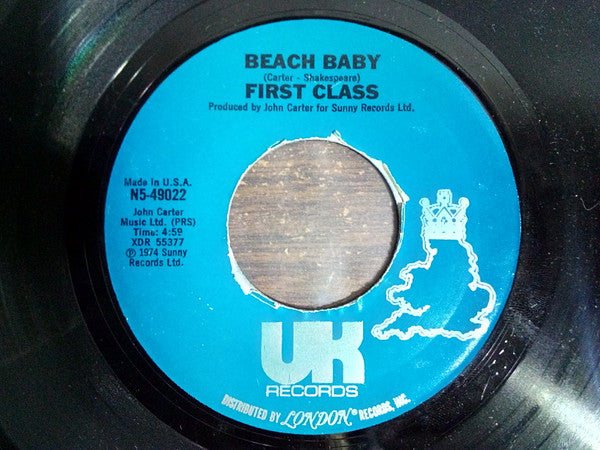 BEACH BABY
(Carter - Shakespeare)
FIRST CLASS
Produced by John Carter for Sunny Records Ltd.
Made in U.S.A.
N5-49022
John Carter
Music Ltd. (PRS)
Time: 4:59
XDR 55377
℗ 1974 Sunny
Records Ltd.
UK
RECORDS
DISTRIBUTED BY LONDON® RECORDS, INC.